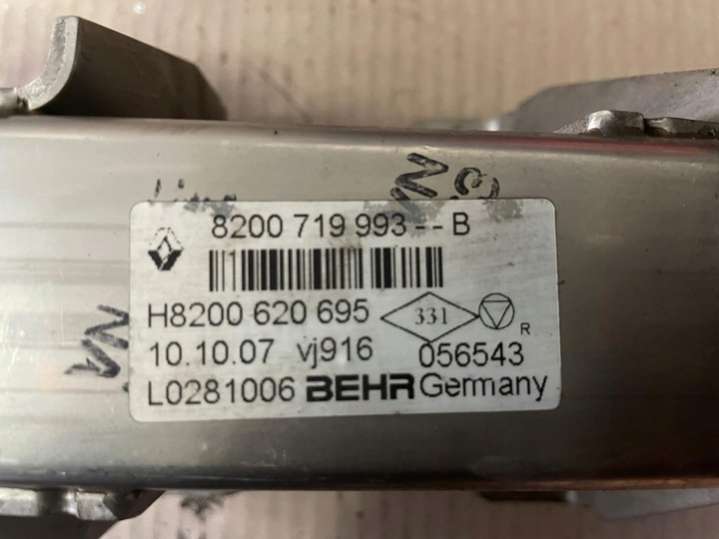 8200 719 993--B
H8200 620 695 331
R
10.10.07 vj916 056543
L0281006 BEHR Germany